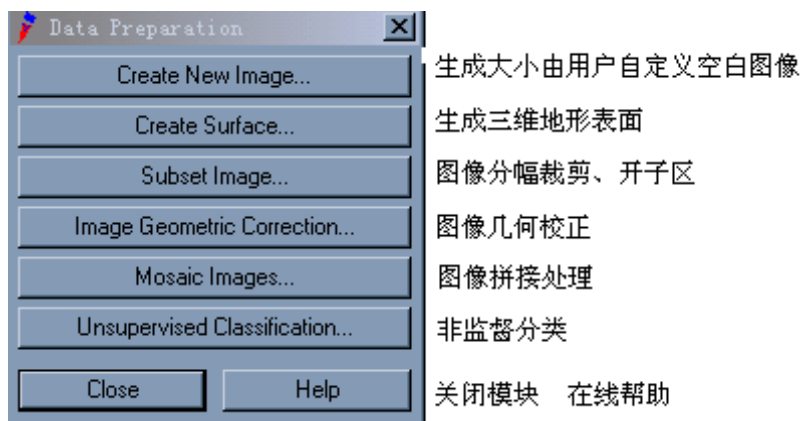 Data Preparation
Create New Image... 生成大小由用户自定义空白图像
Create Surface... 生成三维地形表面
Subset Image... 图像分幅裁剪、开子区
Image Geometric Correction... 图像几何校正
Mosaic Images... 图像拼接处理
Unsupervised Classification... 非监督分类
Close Help 关闭模块 在线帮助